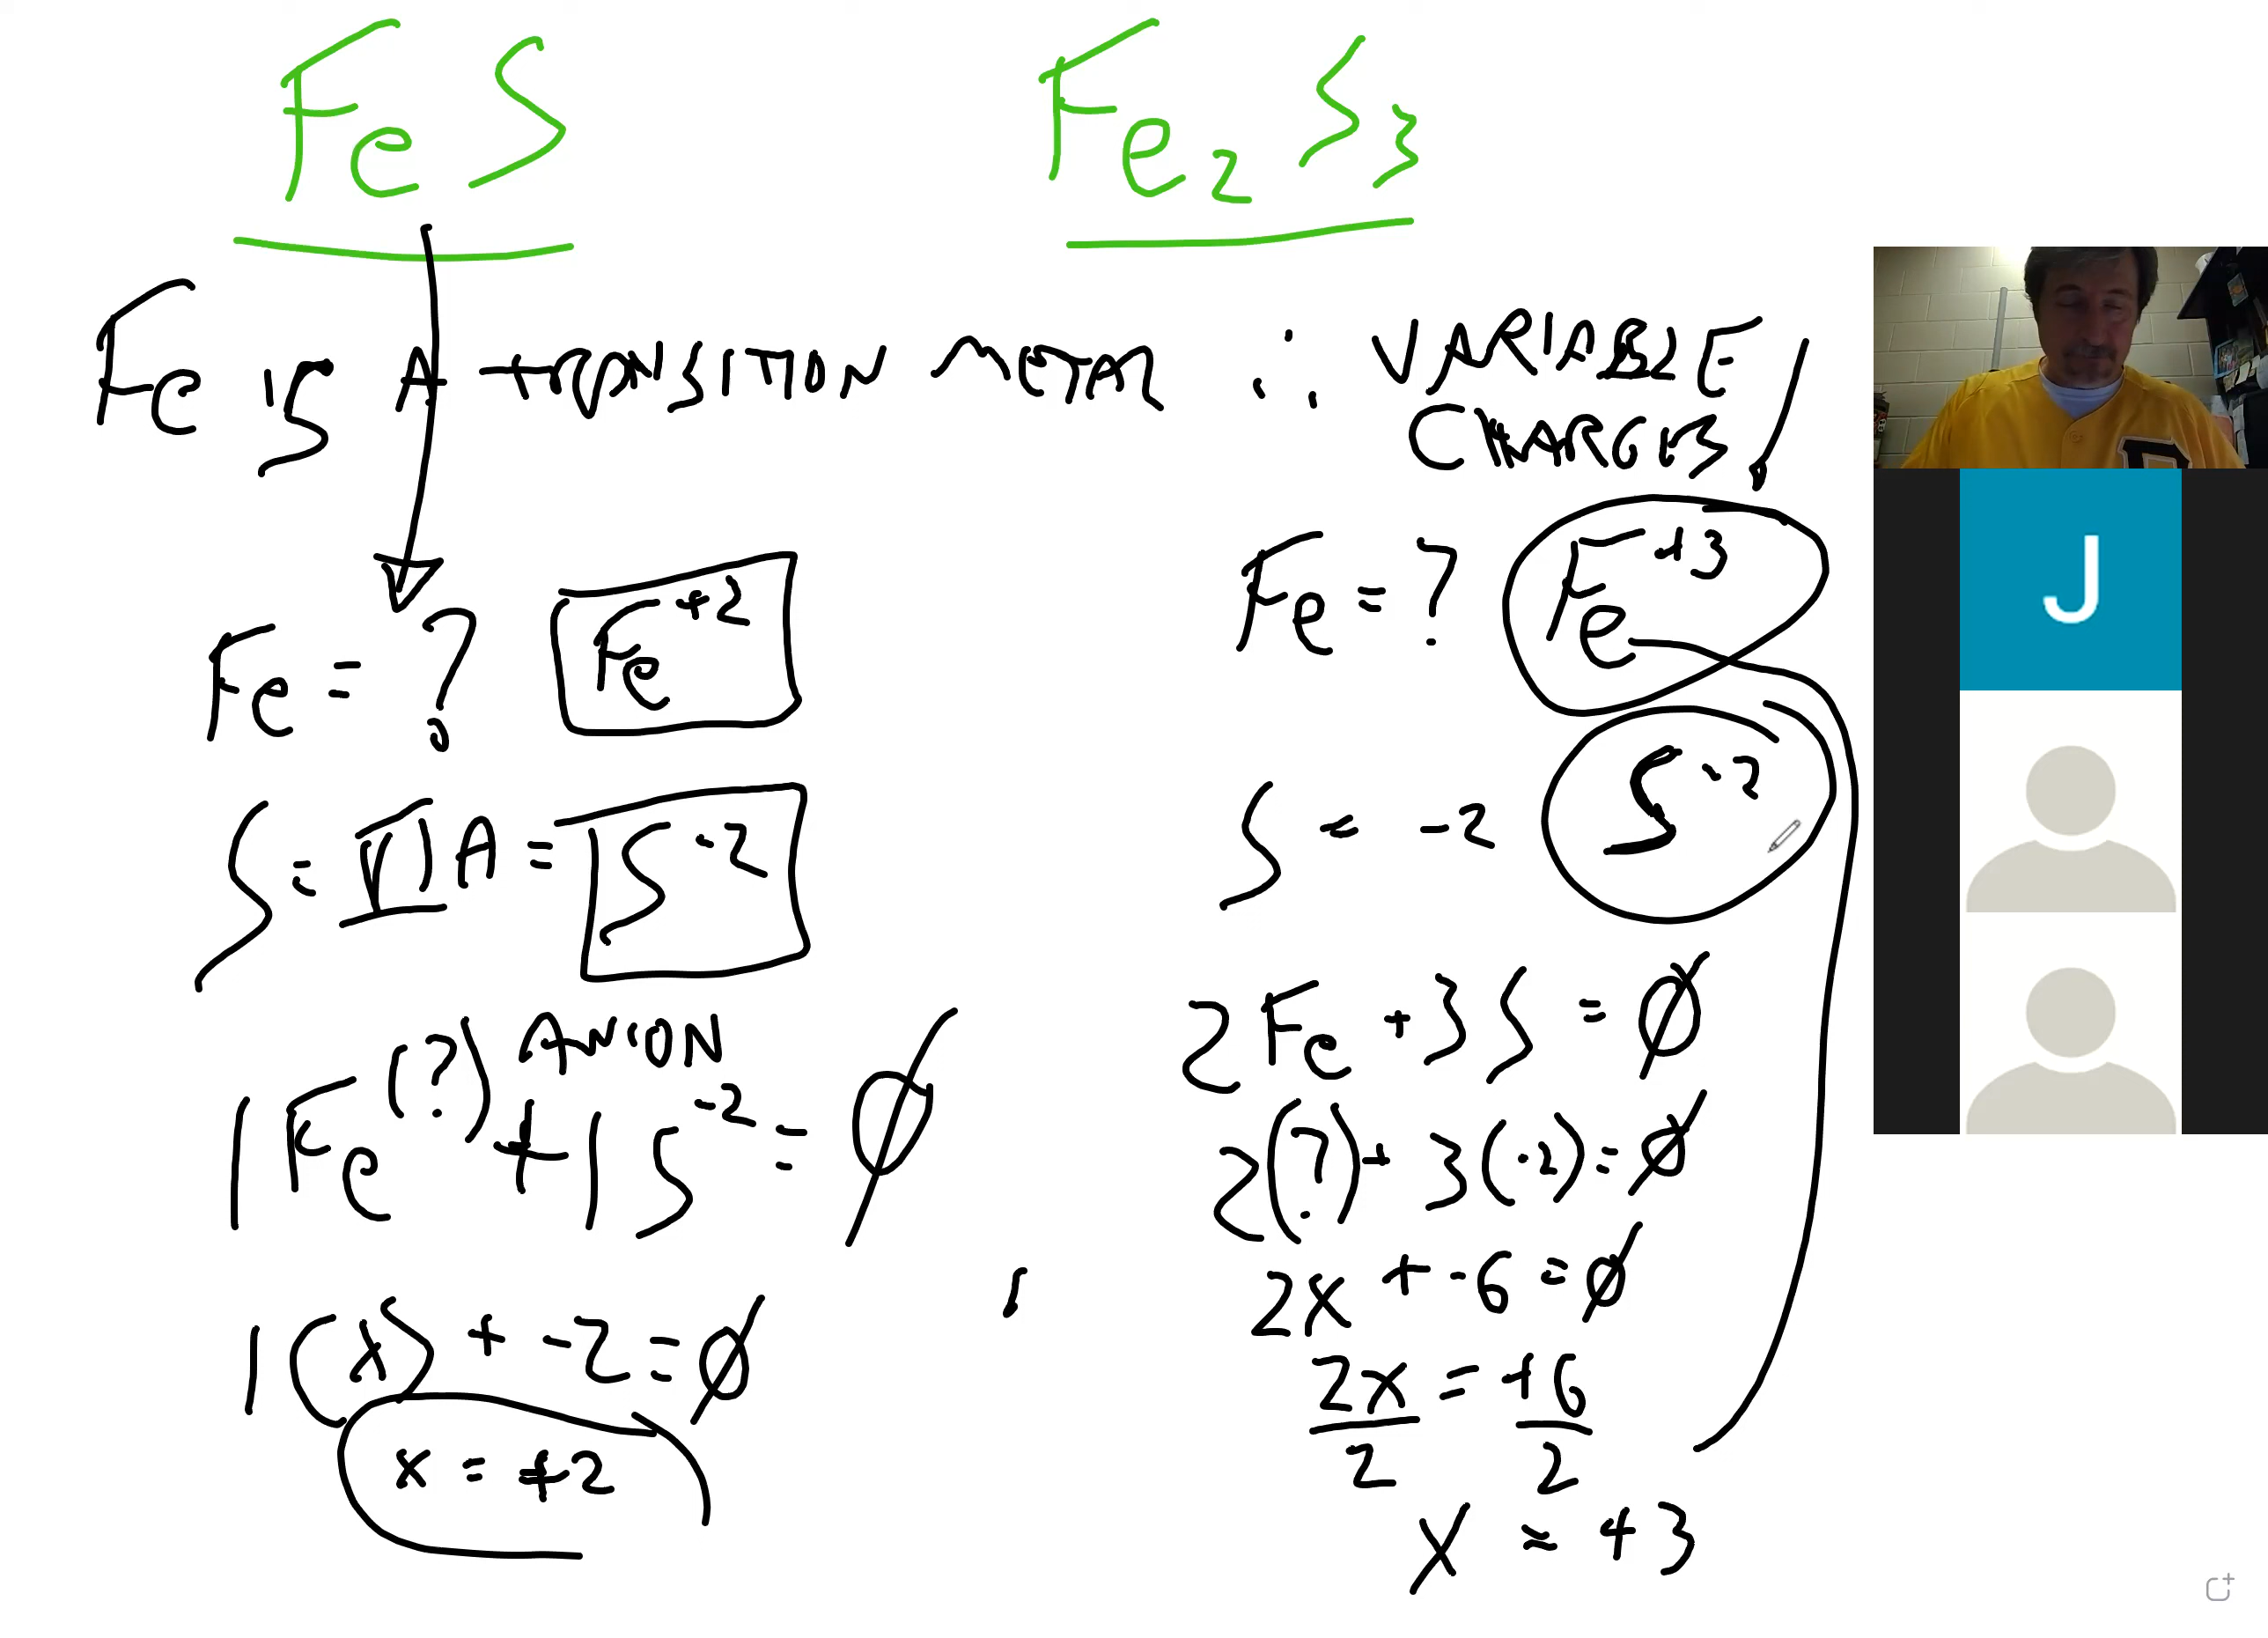 FeS
Fe₂S₃
Fe IS A TRANSITION METAL ∴ VARIABLE
CHARGES!
Fe = ? Fe⁺²
S = VIA = S⁻²
ANION
1Fe⁽?⁾ + 1S⁻² = Ø
1(x) + -2 = Ø
x = +2
Fe = ? Fe⁺³
S = -2 S⁻²
2Fe + 3S = Ø
2(?) + 3(-2) = Ø
2x + -6 = Ø
2x/2 = +6/2
x = +3
J